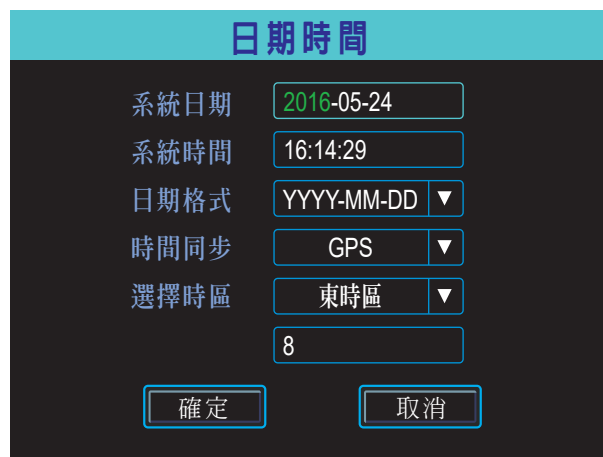 日期時間
系統日期 2016-05-24
系統時間 16:14:29
日期格式 YYYY-MM-DD ▼
時間同步 GPS ▼
選擇時區 東時區 ▼
8
確定 取消